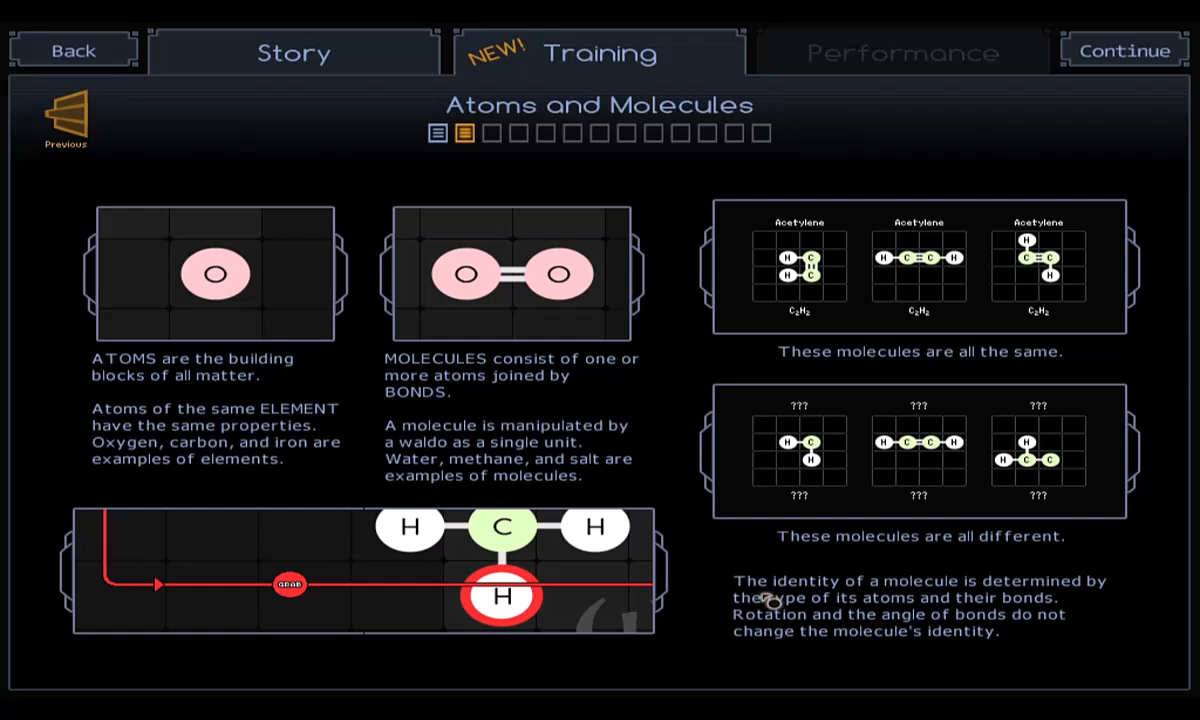 Back
Story
NEW! Training
Performance
Continue
Previous
Atoms and Molecules
O
ATOMS are the building
blocks of all matter.
Atoms of the same ELEMENT
have the same properties.
Oxygen, carbon, and iron are
examples of elements.
O O
MOLECULES consist of one or
more atoms joined by
BONDS.
A molecule is manipulated by
a waldo as a single unit.
Water, methane, and salt are
examples of molecules.
H C H
GRAB
H
Acetylene Acetylene Acetylene
H
H C H C C H C C
H C H
C₂H₂ C₂H₂ C₂H₂
These molecules are all the same.
??? ??? ???
H C H C C H H
H H C C
??? ??? ???
These molecules are all different.
The identity of a molecule is determined by
the type of its atoms and their bonds.
Rotation and the angle of bonds do not
change the molecule's identity.